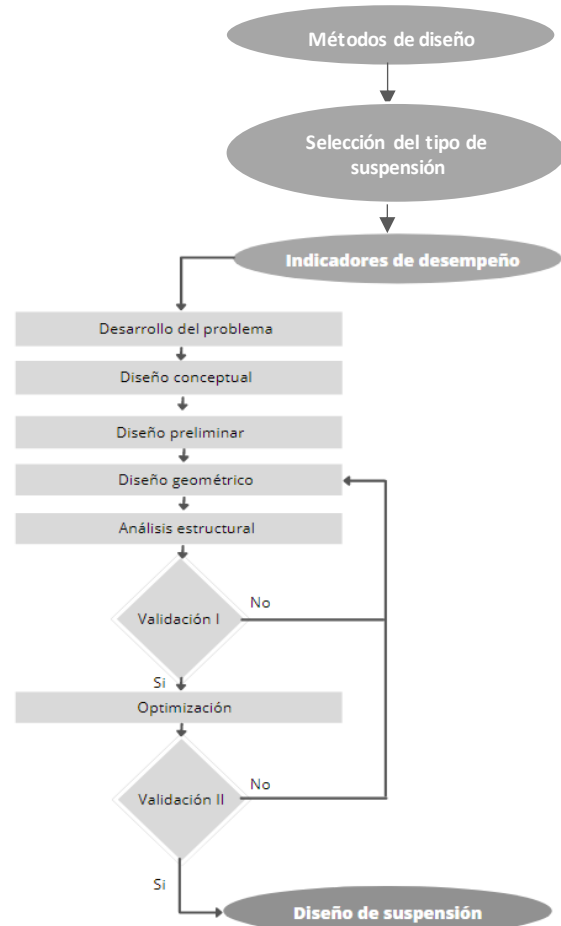 Métodos de diseño
Selección del tipo de
suspensión
Indicadores de desempeño
Desarrollo del problema
Diseño conceptual
Diseño preliminar
Diseño geométrico
Análisis estructural
Validación I
No
Si
Optimización
Validación II
No
Si
Diseño de suspensión